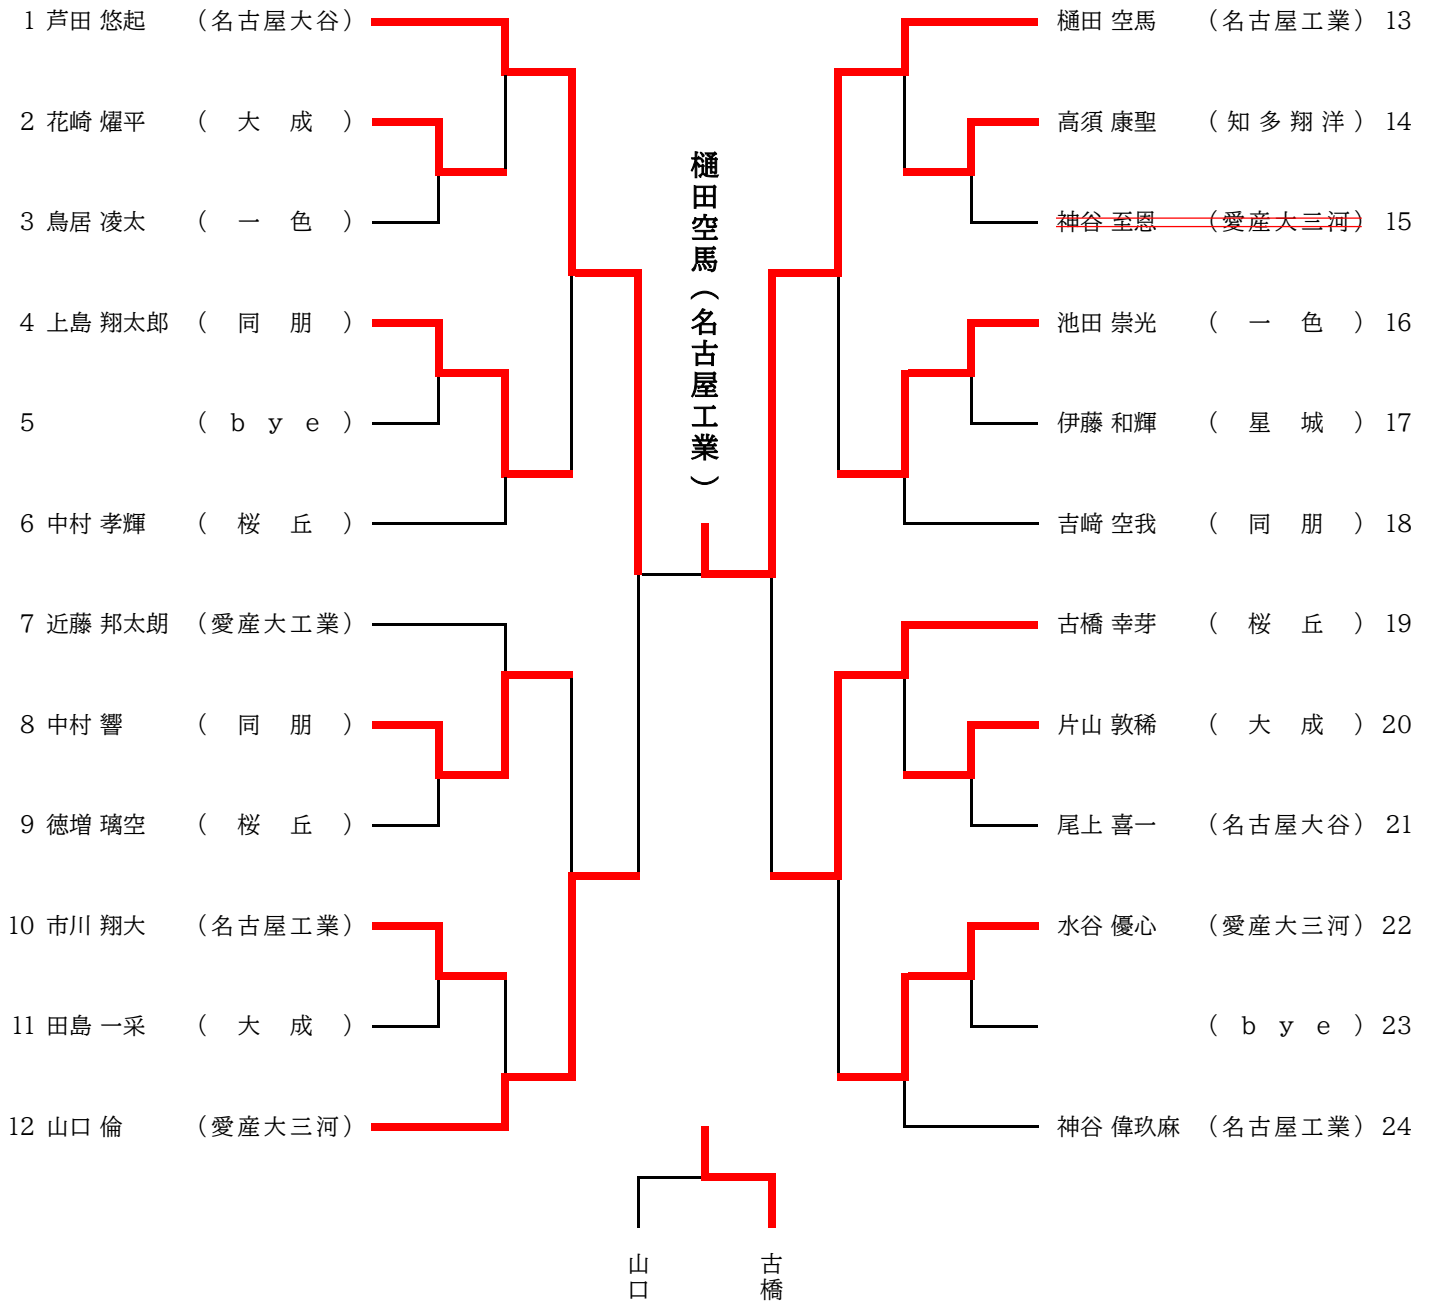 1 芦田 悠起 （名古屋大谷）
2 花崎 燿平 （大成）
3 鳥居 凌太 （一色）
4 上島 翔太郎 （同朋）
5 （bye）
6 中村 孝輝 （桜丘）
7 近藤 邦太朗 （愛産大工業）
8 中村 響 （同朋）
9 徳増 璃空 （桜丘）
10 市川 翔大 （名古屋工業）
11 田島 一采 （大成）
12 山口 倫 （愛産大三河）
樋田空馬（名古屋工業）
樋田 空馬 （名古屋工業） 13
高須 康聖 （知多翔洋） 14
神谷 至恩 （愛産大三河） 15
池田 崇光 （一色） 16
伊藤 和輝 （星城） 17
吉﨑 空我 （同朋） 18
古橋 幸芽 （桜丘） 19
片山 敦稀 （大成） 20
尾上 喜一 （名古屋大谷） 21
水谷 優心 （愛産大三河） 22
（bye） 23
神谷 偉玖麻 （名古屋工業） 24
山口
古橋